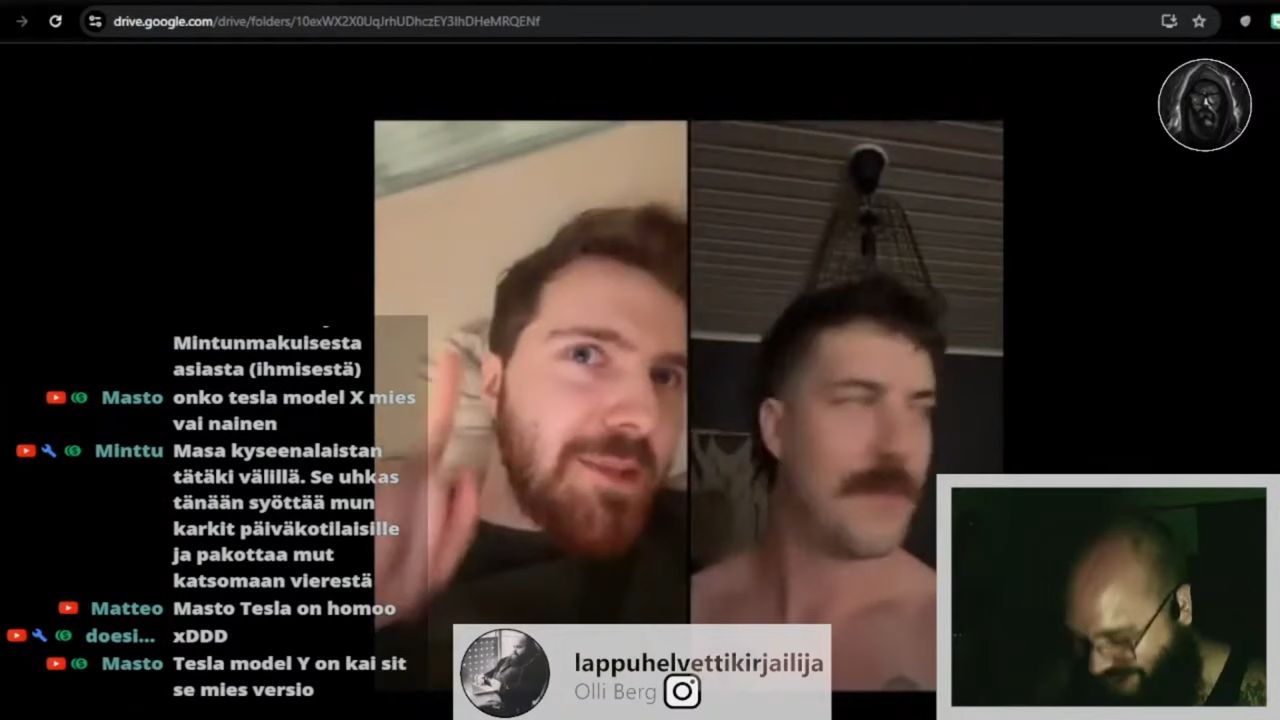 drive.google.com/drive/folders/10exWX2X0UqJrhUDhczEY3IhDHeMRQENf
Mintunmakuisesta
asiasta (ihmisestä)
Masto onko tesla model X mies
vai nainen
Minttu Masa kyseenalaistan
tätäki välillä. Se uhkas
tänään syöttää mun
karkit päiväkotilaisille
ja pakottaa mut
katsomaan vierestä
Matteo Masto Tesla on homoo
doesi... xDDD
Masto Tesla model Y on kai sit
se mies versio
lappuhelvettikirjailija
Olli Berg